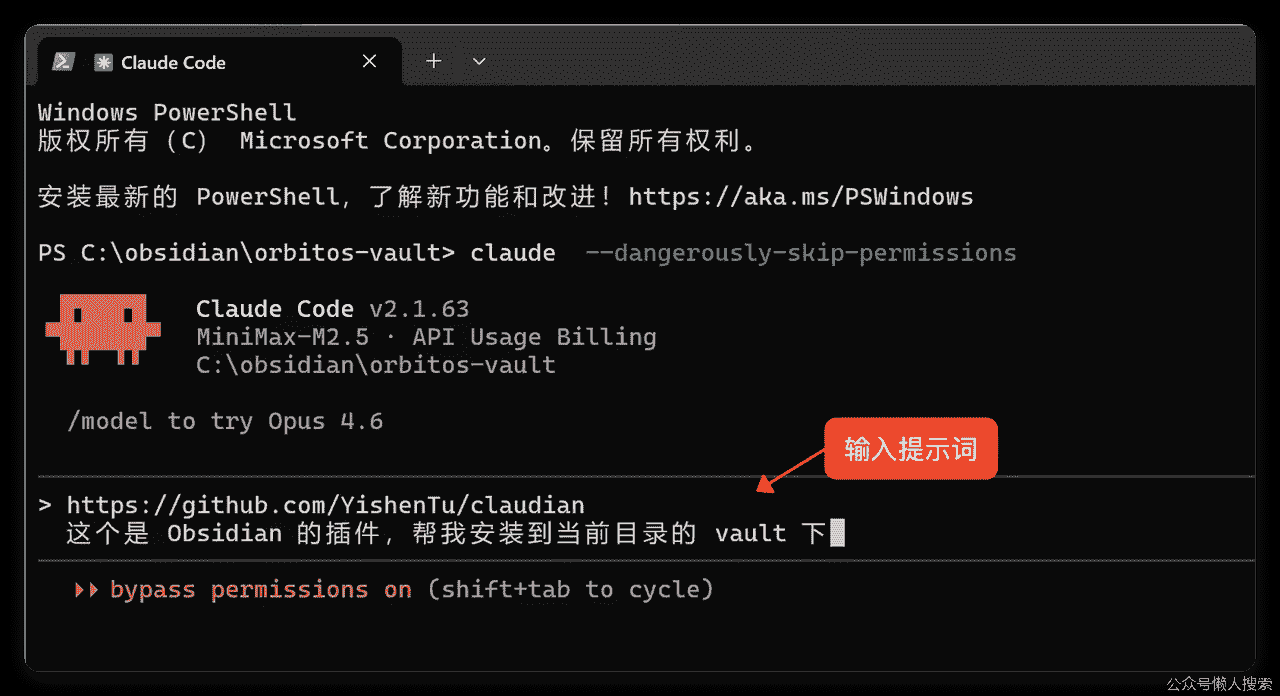 Claude Code
Windows PowerShell
版权所有 (C) Microsoft Corporation。保留所有权利。
安装最新的 PowerShell，了解新功能和改进！https://aka.ms/PSWindows
PS C:\obsidian\orbitos-vault> claude --dangerously-skip-permissions
Claude Code v2.1.63
MiniMax-M2.5 · API Usage Billing
C:\obsidian\orbitos-vault
/model to try Opus 4.6
输入提示词
> https://github.com/YishenTu/claudian
这个是 Obsidian 的插件，帮我安装到当前目录的 vault 下
bypass permissions on (shift+tab to cycle)
公众号懒人搜索